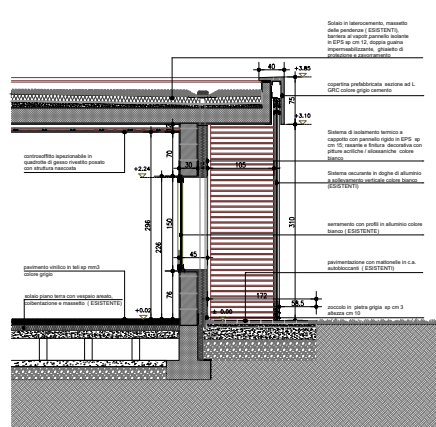 Solaio in laterocemento, massetto
delle pendenze ( ESISTENTI),
barriera al vapore, pannello isolante
in EPS sp cm 12, doppia guaina
impermeabilizzante, ghiaietto di
protezione e zavorramento
40
+3.85
75
copertina prefabbricata sezione ad L
GRC colore grigio cemento
+3.10
Sistema di isolamento termico a
cappotto con pannello rigido in EPS sp
cm 15; rasante e finitura decorativa con
pitture acriliche / silossaniche colore
bianco
70
30
105
controsoffitto ispezionabile in
quadrotte di gesso rivestito posato
con struttura nascosta
+2.24
Sistema oscurante in doghe di alluminio
a sollevamento verticale colore bianco
(ESISTENTI)
296
226
150
310
serramento con profili in alluminio colore
bianco ( ESISTENTE)
45
pavimentazione con mattonelle in c.a.
autobloccanti ( ESISTENTI)
pavimento vinilico in teli sp mm3
colore grigio
172
76
58.5
solaio piano terra con vespaio areato,
coibentazione e massetto ( ESISTENTE)
+0.02
± 0.00
zoccolo in pietra grigia sp cm 3
altezza cm 10